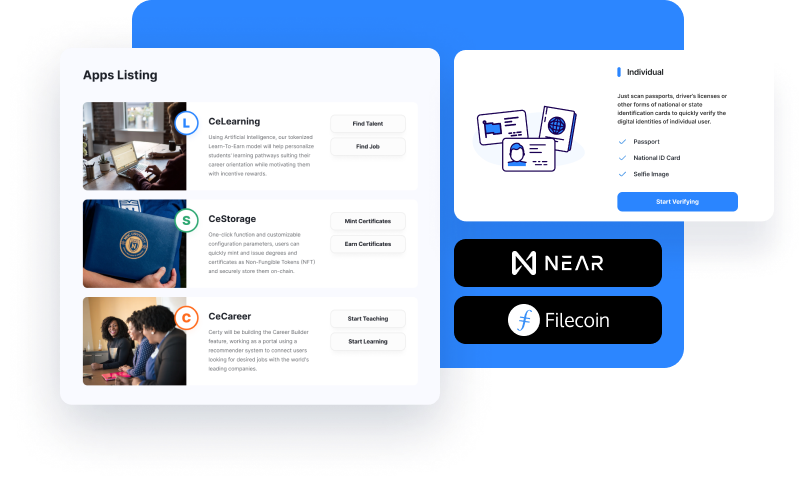 Apps Listing
L
CeLearning
Using Artificial Intelligence, our tokenized
Learn-To-Earn model will help personalize
students' learning pathways suiting their
career orientation while motivating them
with incentive rewards.
Find Talent
Find Job
S
CeStorage
One-click function and customizable
configuration parameters, users can
quickly mint and issue degrees and
certificates as Non-Fungible Tokens (NFT)
and securely store them on-chain.
Mint Certificates
Earn Certificates
C
CeCareer
Certy will be building the Career Builder
feature, working as a portal using a
recommender system to connect users
looking for desired jobs with the world's
leading companies.
Start Teaching
Start Learning
Individual
Just scan passports, driver's licenses or
other forms of national or state
identification cards to quickly verify the
digital identities of individual user.
Passport
National ID Card
Selfie Image
Start Verifying
NEAR
Filecoin